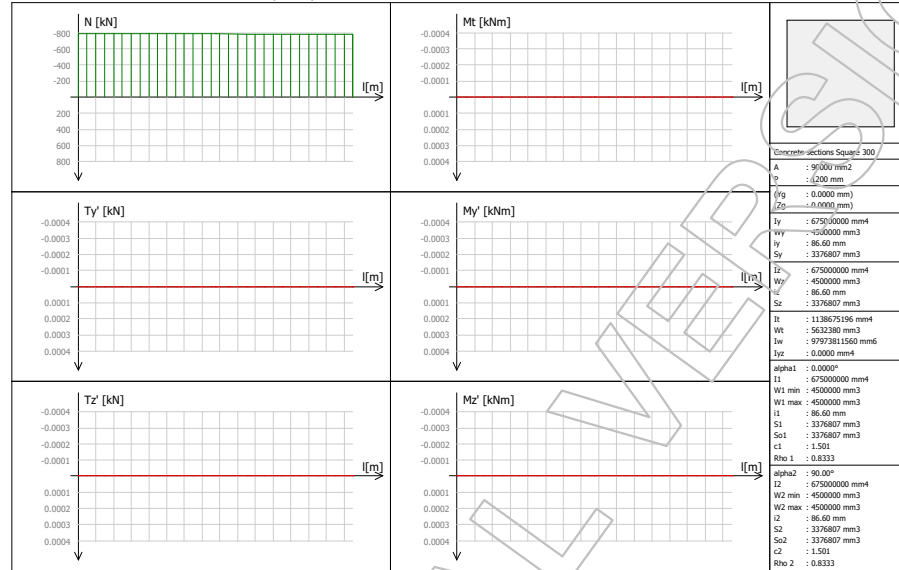 N [kN]
-800
-600
-400
-200
l[m]
200
400
600
800
Mt [kNm]
-0.0004
-0.0003
-0.0002
-0.0001
l[m]
0.0001
0.0002
0.0003
0.0004
Ty' [kN]
-0.0004
-0.0003
-0.0002
-0.0001
l[m]
0.0001
0.0002
0.0003
0.0004
My' [kNm]
-0.0004
-0.0003
-0.0002
-0.0001
l[m]
0.0001
0.0002
0.0003
0.0004
Tz' [kN]
-0.0004
-0.0003
-0.0002
-0.0001
l[m]
0.0001
0.0002
0.0003
0.0004
Mz' [kNm]
-0.0004
-0.0003
-0.0002
-0.0001
l[m]
0.0001
0.0002
0.0003
0.0004
Concrete sections Square 300
A : 90000 mm2
P : 1200 mm
(Yg : 0.0000 mm)
(Zg : 0.0000 mm)
Iy : 675000000 mm4
Wy : 4500000 mm3
iy : 86.60 mm
Sy : 3376807 mm3
Iz : 675000000 mm4
Wz : 4500000 mm3
iz : 86.60 mm
Sz : 3376807 mm3
It : 1138675196 mm4
Wt : 5632380 mm3
Iw : 97973811560 mm6
Iyz : 0.0000 mm4
alpha1 : 0.0000°
I1 : 675000000 mm4
W1 min : 4500000 mm3
W1 max : 4500000 mm3
i1 : 86.60 mm
S1 : 3376807 mm3
So1 : 3376807 mm3
c1 : 1.501
Rho 1 : 0.8333
alpha2 : 90.00°
I2 : 675000000 mm4
W2 min : 4500000 mm3
W2 max : 4500000 mm3
i2 : 86.60 mm
S2 : 3376807 mm3
So2 : 3376807 mm3
c2 : 1.501
Rho 2 : 0.8333
L VERSIO